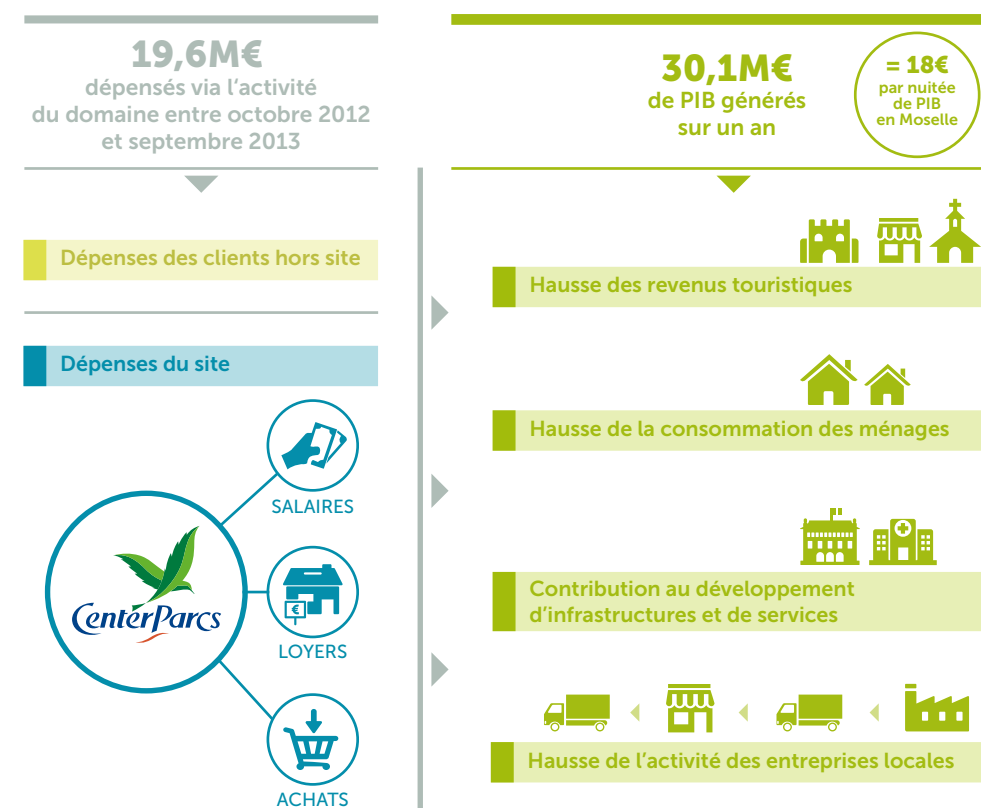 19,6M€
dépensés via l'activité
du domaine entre octobre 2012
et septembre 2013
Dépenses des clients hors site
Dépenses du site
SALAIRES
CenterParcs
LOYERS
€
ACHATS
30,1M€
de PIB générés
sur un an
= 18€
par nuitée
de PIB
en Moselle
Hausse des revenus touristiques
Hausse de la consommation des ménages
Contribution au développement
d'infrastructures et de services
Hausse de l'activité des entreprises locales